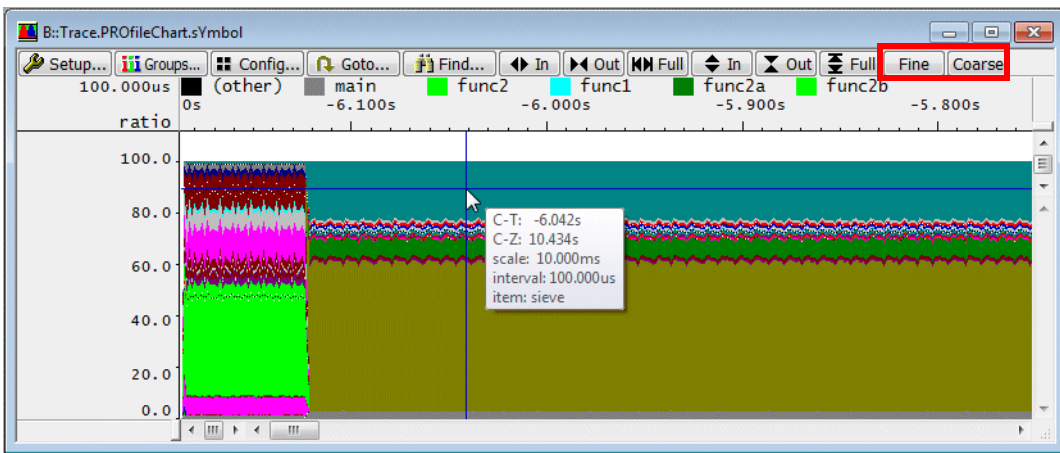 B::Trace.PROfileChart.sYmbol
Setup... Groups... Config... Goto... Find... In Out Full In Out Full Fine Coarse
100.000us (other) main func2 func1 func2a func2b
0s -6.100s -6.000s -5.900s -5.800s
ratio
100.0
80.0
C-T: -6.042s
C-Z: 10.434s
60.0
scale: 10.000ms
interval: 100.000us
item: sieve
40.0
20.0
0.0